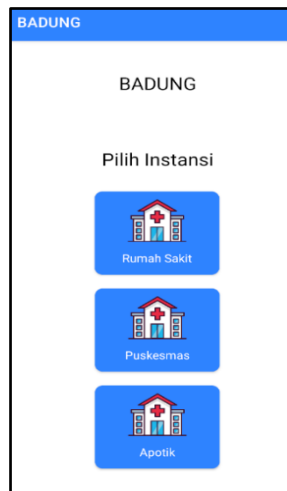 BADUNG
BADUNG
Pilih Instansi
Rumah Sakit
Puskesmas
Apotik